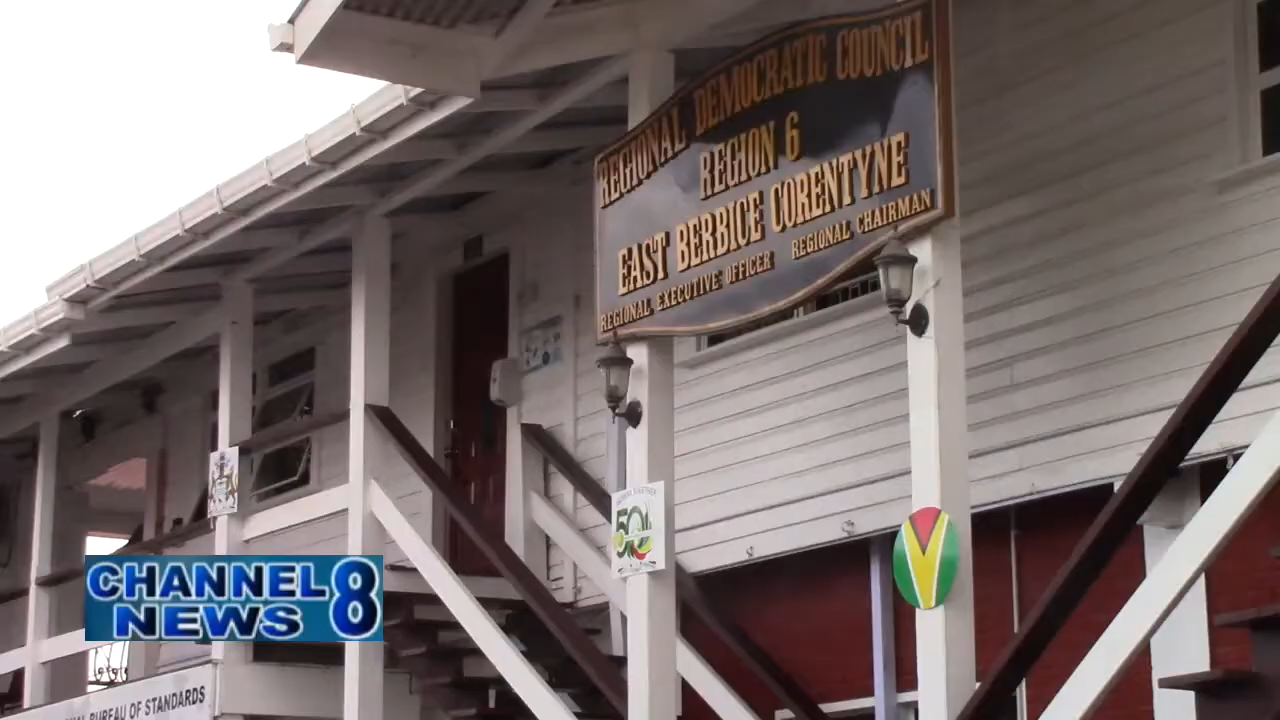 REGIONAL DEMOCRATIC COUNCIL
REGION 6
EAST BERBICE CORENTYNE
REGIONAL EXECUTIVE OFFICER REGIONAL CHAIRMAN
50
CHANNEL 8
NEWS
BUREAU OF STANDARDS